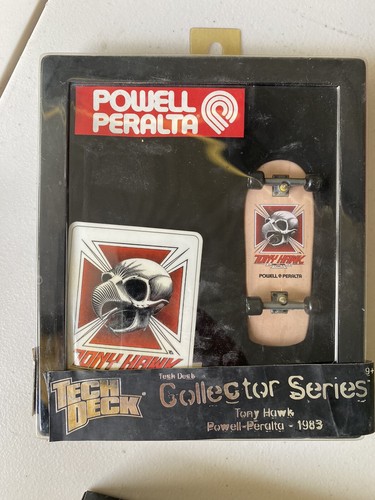 POWELL
PERALTA
TONY HAWK
POWELL PERALTA
TONY HAWK
TECH
DECK
Tech Deck
Collector Series
9+
Tony Hawk
Powell-Peralta - 1983